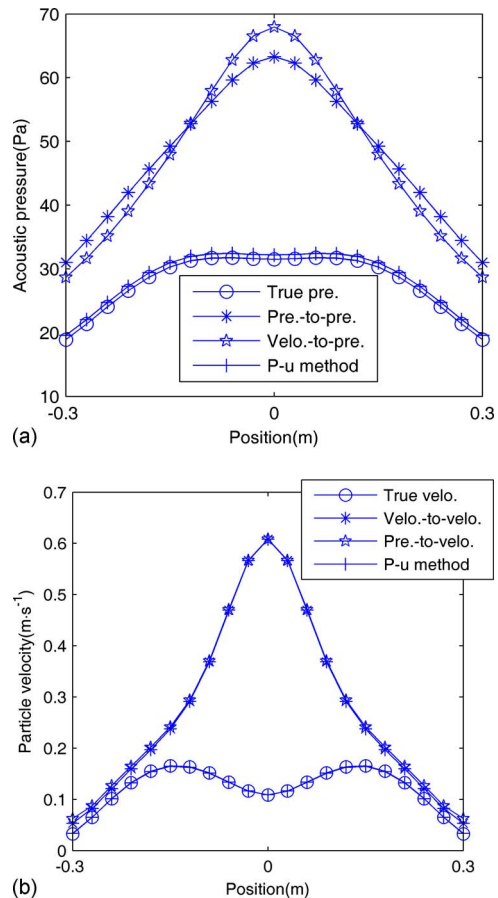 70
60
50
40
30
20
10
Acoustic pressure(Pa)
True pre.
Pre.-to-pre.
Velo.-to-pre.
P-u method
-0.3 0 0.3
Position(m)
(a)
0.7
0.6
0.5
0.4
0.3
0.2
0.1
0
Particle velocity(m·s-1)
True velo.
Velo.-to-velo.
Pre.-to-velo.
P-u method
-0.3 0 0.3
Position(m)
(b)